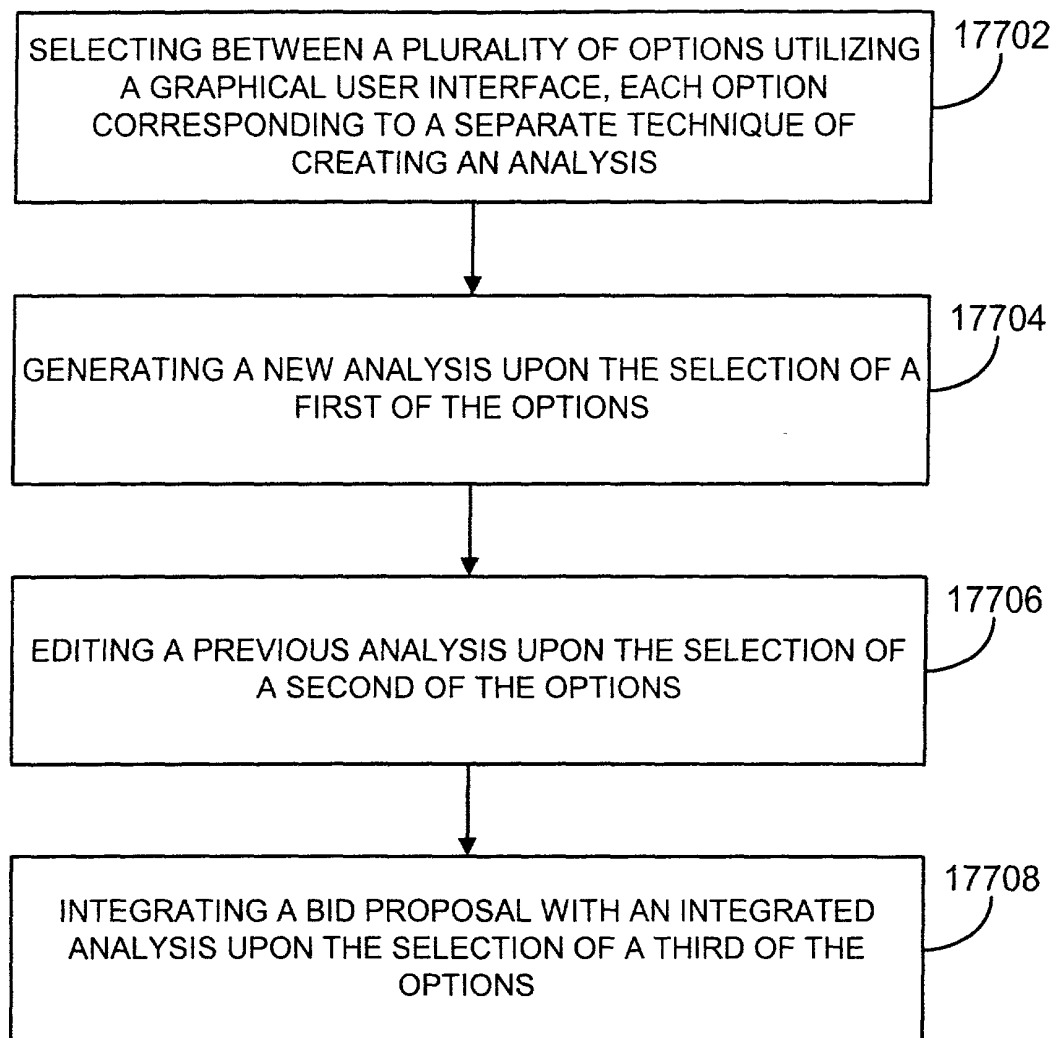 SELECTING BETWEEN A PLURALITY OF OPTIONS UTILIZING
A GRAPHICAL USER INTERFACE, EACH OPTION
CORRESPONDING TO A SEPARATE TECHNIQUE OF
CREATING AN ANALYSIS
17702
GENERATING A NEW ANALYSIS UPON THE SELECTION OF A
FIRST OF THE OPTIONS
17704
EDITING A PREVIOUS ANALYSIS UPON THE SELECTION OF
A SECOND OF THE OPTIONS
17706
INTEGRATING A BID PROPOSAL WITH AN INTEGRATED
ANALYSIS UPON THE SELECTION OF A THIRD OF THE
OPTIONS
17708